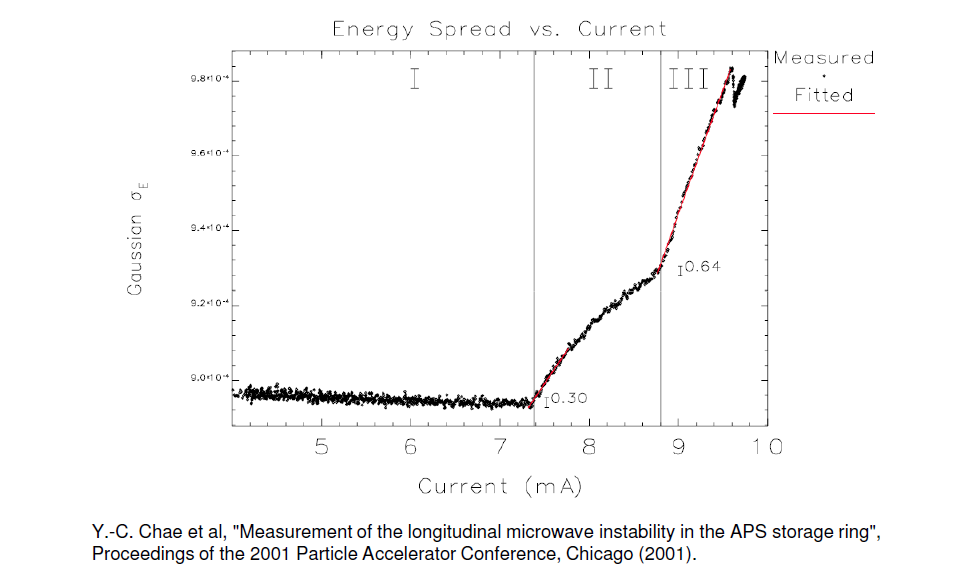 Energy Spread vs. Current
I
II
III
Measured
Fitted
9.8×10⁻⁴
9.6×10⁻⁴
9.4×10⁻⁴
9.2×10⁻⁴
9.0×10⁻⁴
Gaussian σE
I0.64
I0.30
5 6 7 8 9 10
Current (mA)
Y.-C. Chae et al, "Measurement of the longitudinal microwave instability in the APS storage ring",
Proceedings of the 2001 Particle Accelerator Conference, Chicago (2001).